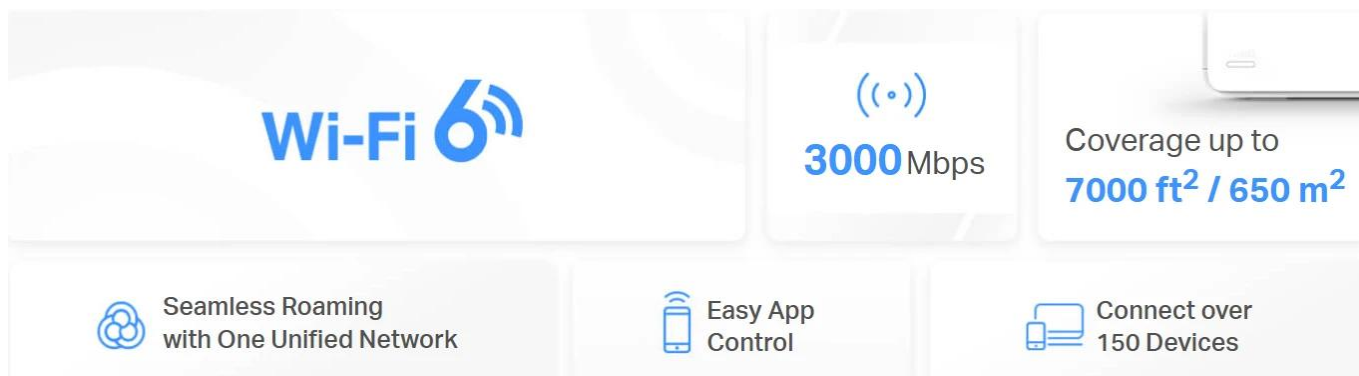 Wi-Fi 6
3000 Mbps
Coverage up to
7000 ft² / 650 m²
Seamless Roaming
with One Unified Network
Easy App
Control
Connect over
150 Devices